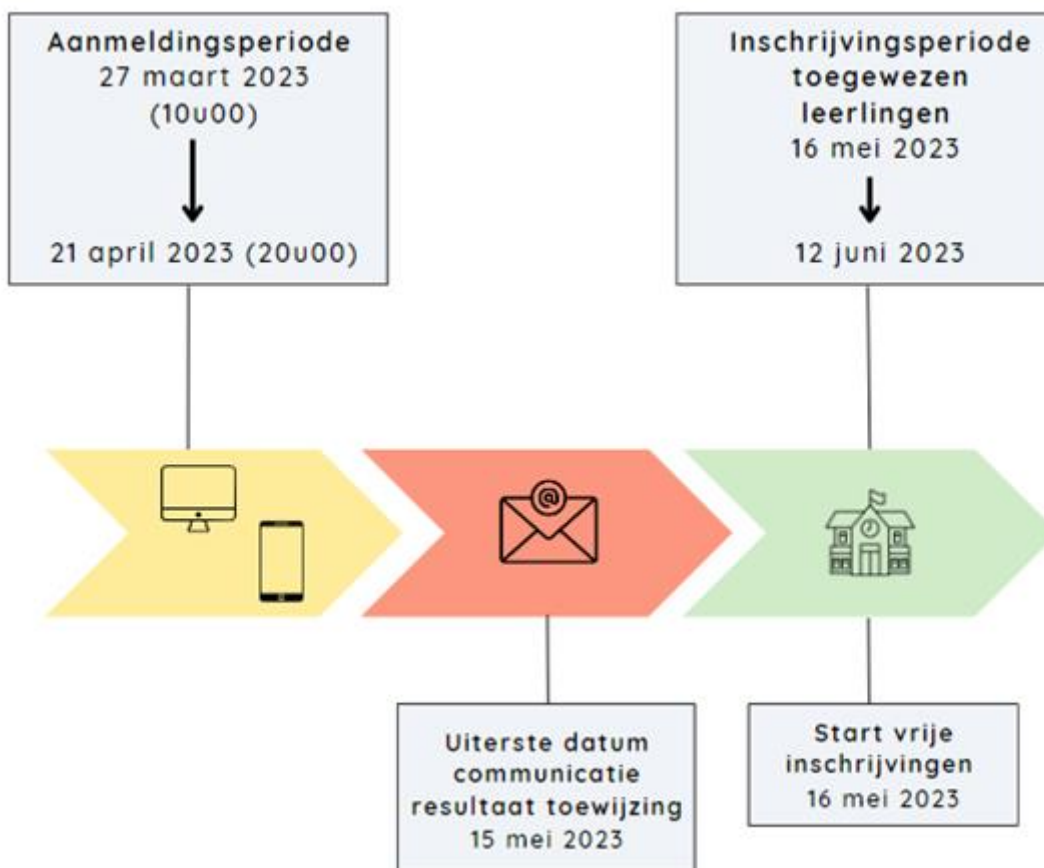 Aanmeldingsperiode
27 maart 2023
(10u00)
21 april 2023 (20u00)
Inschrijvingsperiode
toegewezen
leerlingen
16 mei 2023
12 juni 2023
@
Uiterste datum
communicatie
resultaat toewijzing
15 mei 2023
Start vrije
inschrijvingen
16 mei 2023